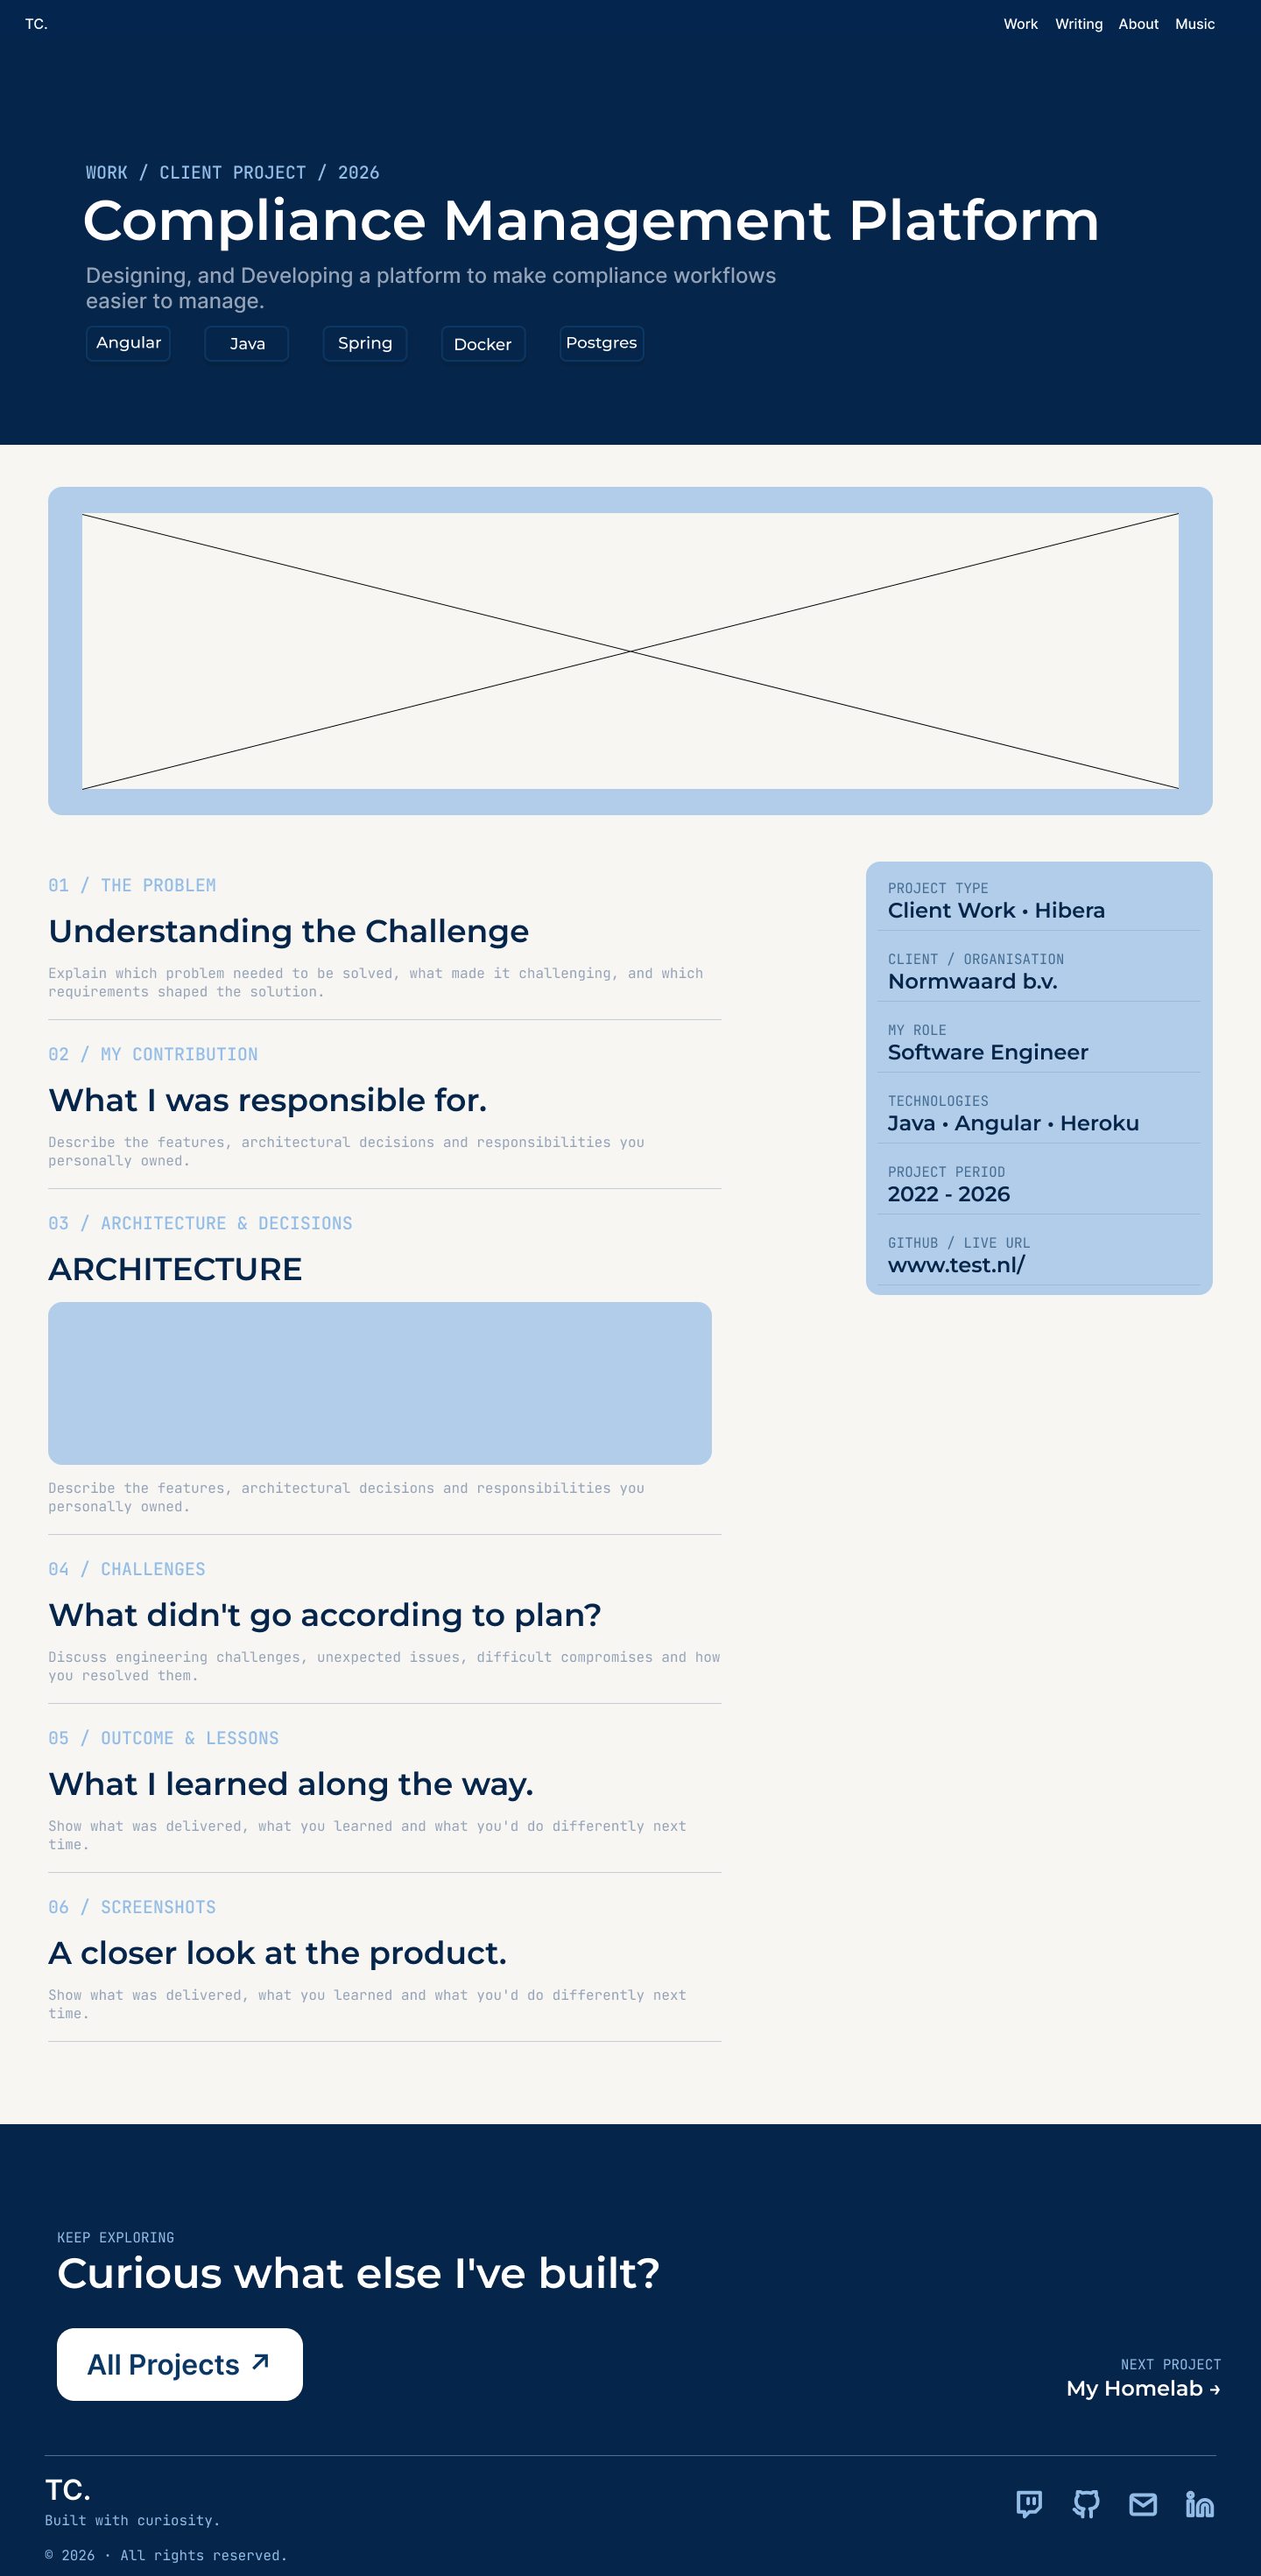 TC.
Work Writing About Music
WORK / CLIENT PROJECT / 2026
Compliance Management Platform
Designing, and Developing a platform to make compliance workflows
easier to manage.
Angular Java Spring Docker Postgres
01 / THE PROBLEM
Understanding the Challenge
Explain which problem needed to be solved, what made it challenging, and which
requirements shaped the solution.
02 / MY CONTRIBUTION
What I was responsible for.
Describe the features, architectural decisions and responsibilities you
personally owned.
03 / ARCHITECTURE & DECISIONS
ARCHITECTURE
Describe the features, architectural decisions and responsibilities you
personally owned.
04 / CHALLENGES
What didn't go according to plan?
Discuss engineering challenges, unexpected issues, difficult compromises and how
you resolved them.
05 / OUTCOME & LESSONS
What I learned along the way.
Show what was delivered, what you learned and what you'd do differently next
time.
06 / SCREENSHOTS
A closer look at the product.
Show what was delivered, what you learned and what you'd do differently next
time.
PROJECT TYPE
Client Work • Hibera
CLIENT / ORGANISATION
Normwaard b.v.
MY ROLE
Software Engineer
TECHNOLOGIES
Java • Angular • Heroku
PROJECT PERIOD
2022 - 2026
GITHUB / LIVE URL
www.test.nl/
KEEP EXPLORING
Curious what else I've built?
All Projects ↗
NEXT PROJECT
My Homelab →
TC.
Built with curiosity.
© 2026 · All rights reserved.